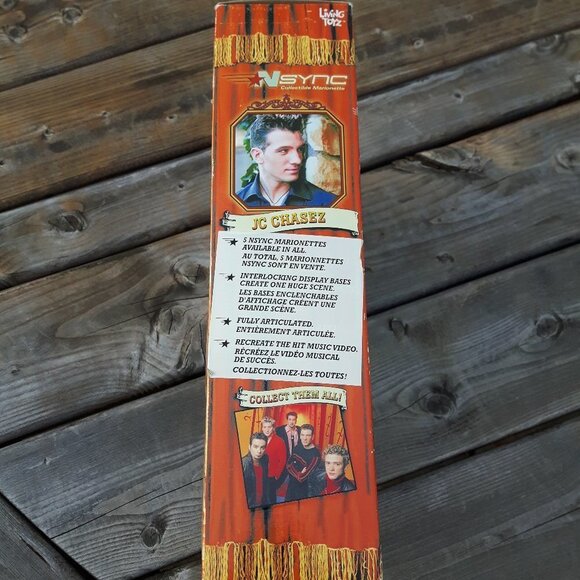 LiViNG
TOYZ
NSYNC
Collectible Marionette
JC CHASEZ
5 NSYNC MARIONETTES
AVAILABLE IN ALL.
AU TOTAL, 5 MARIONNETTES
NSYNC SONT EN VENTE.
INTERLOCKING DISPLAY BASES
CREATE ONE HUGE SCENE.
LES BASES ENCLENCHABLES
D'AFFICHAGE CRÉENT UNE
GRANDE SCÈNE.
FULLY ARTICULATED.
ENTIÈREMENT ARTICULÉE.
RECREATE THE HIT MUSIC VIDEO.
RÉCRÉEZ LE VIDÉO MUSICAL
DE SUCCÈS.
COLLECTIONNEZ-LES TOUTES!
COLLECT THEM ALL!